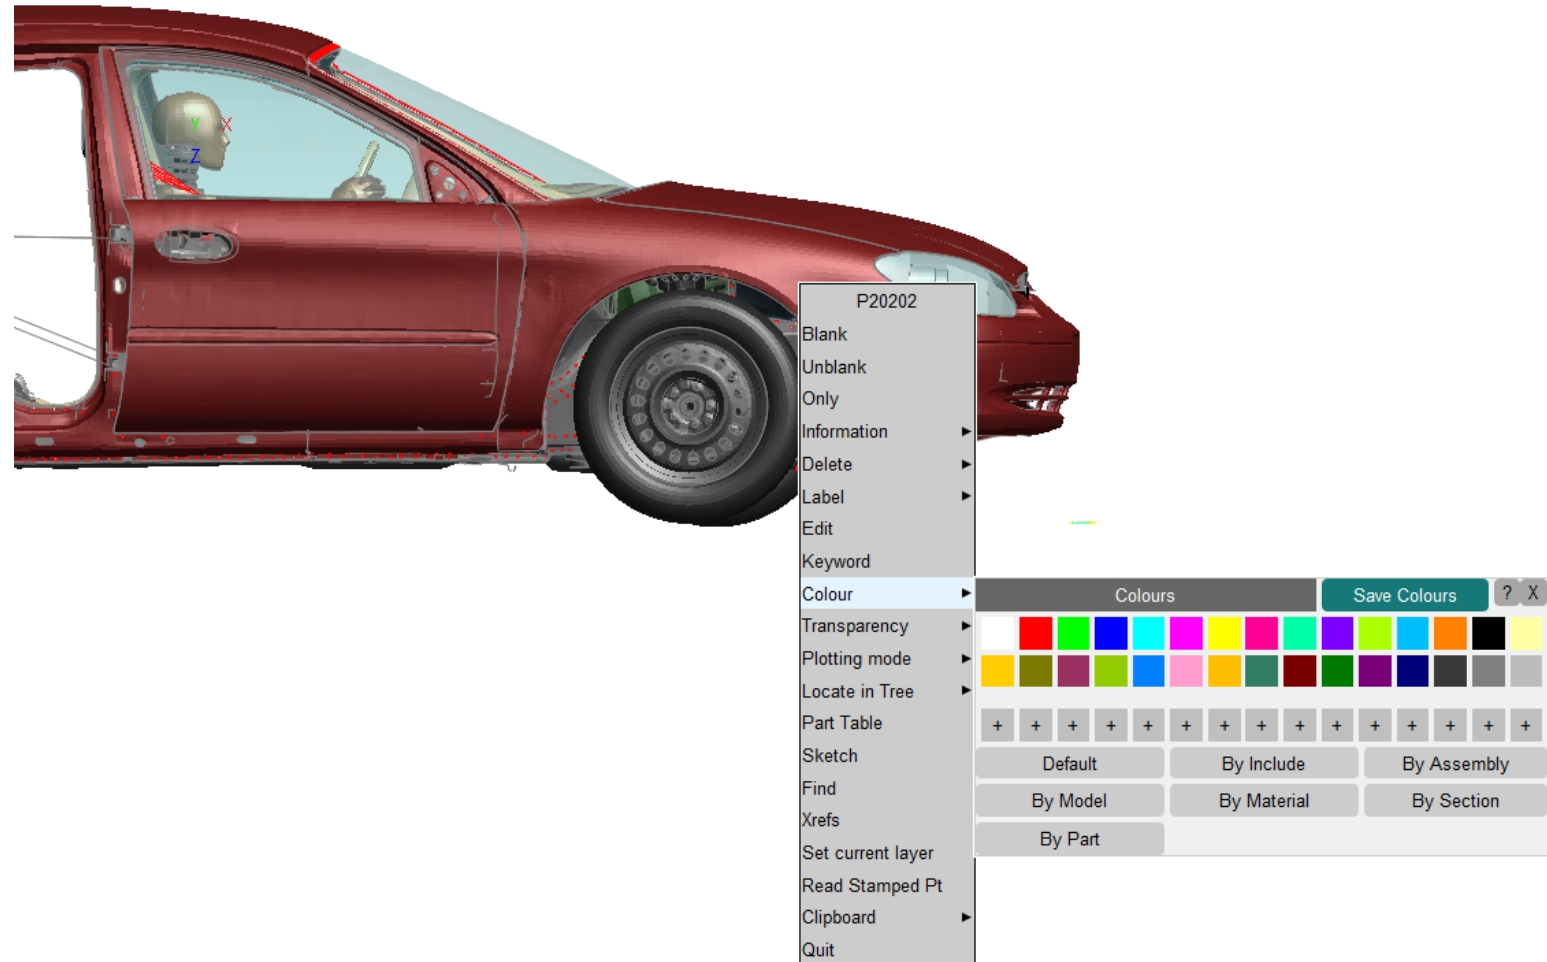 Y X
Z
P20202
Blank
Unblank
Only
Information
Delete
Label
Edit
Keyword
Colour
Transparency
Plotting mode
Locate in Tree
Part Table
Sketch
Find
Xrefs
Set current layer
Read Stamped Pt
Clipboard
Quit
Colours Save Colours ? X
+ + + + + + + + + + + + + + +
Default By Include By Assembly
By Model By Material By Section
By Part